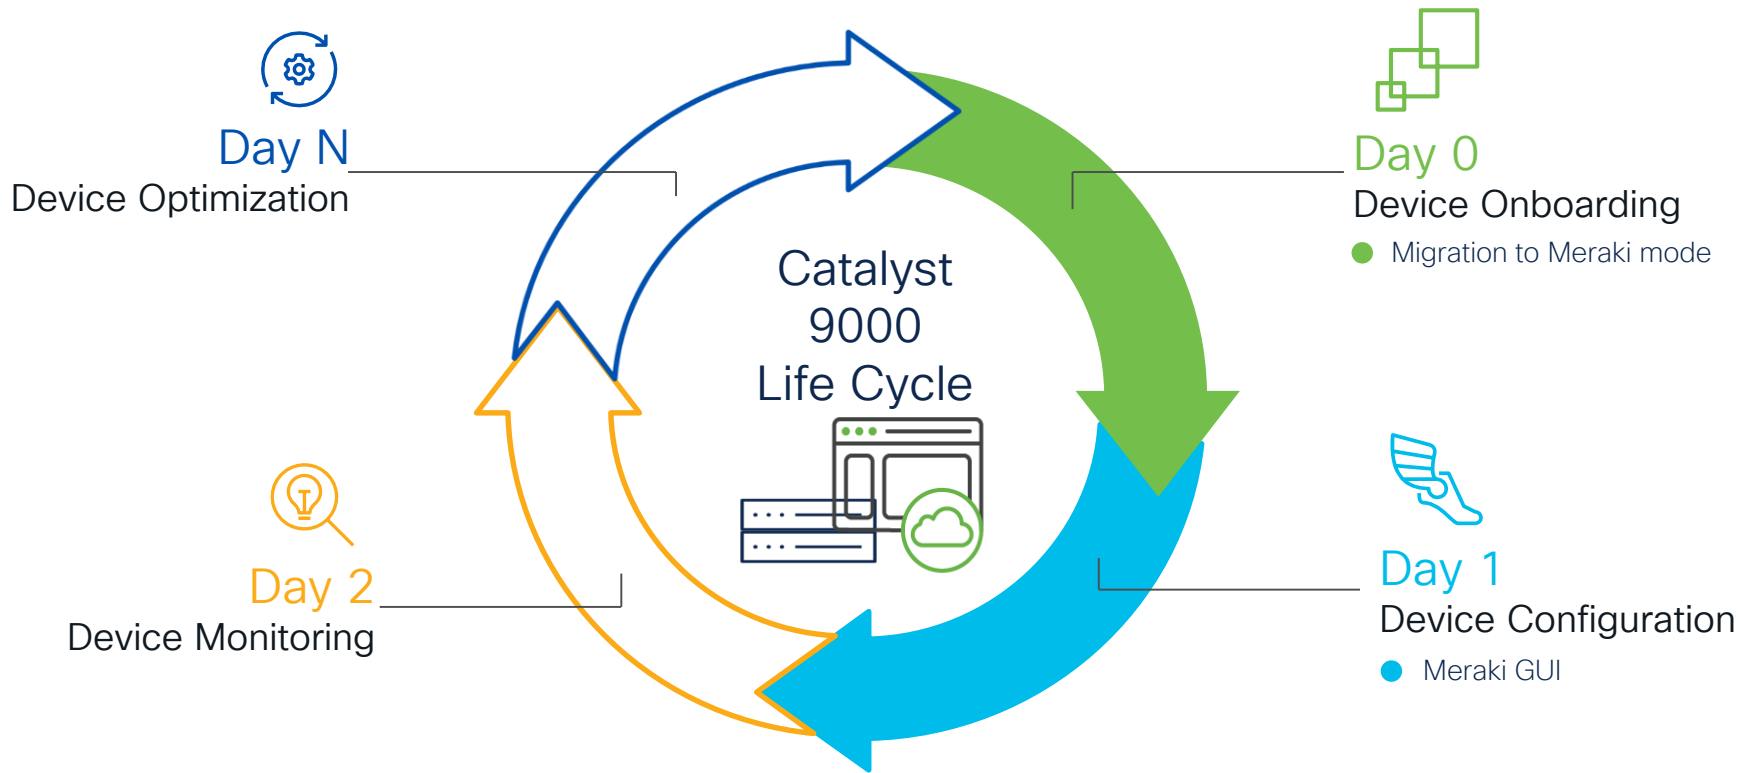 Day N
Device Optimization
Day 0
Device Onboarding
Migration to Meraki mode
Catalyst
9000
Life Cycle
Day 2
Device Monitoring
Day 1
Device Configuration
Meraki GUI